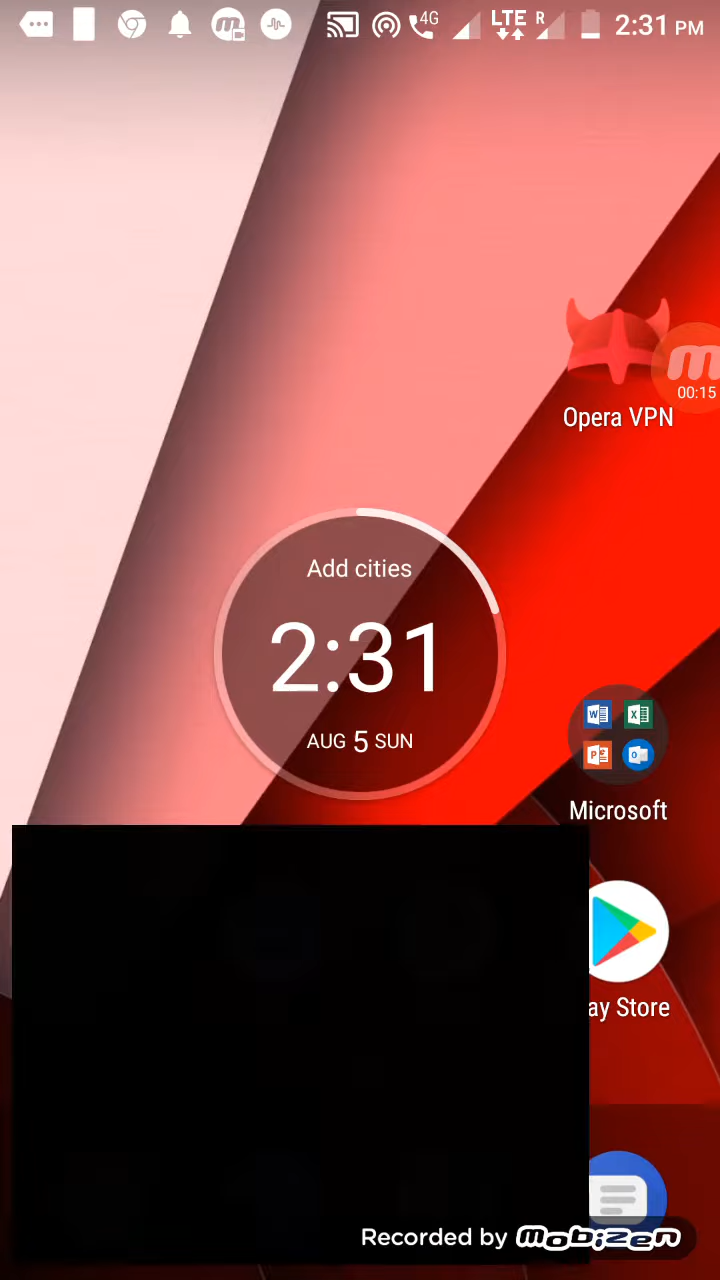 4G LTE R 2:31 PM
Opera VPN
00:15
Add cities
2:31
AUG 5 SUN
Microsoft
ay Store
Recorded by mobizen